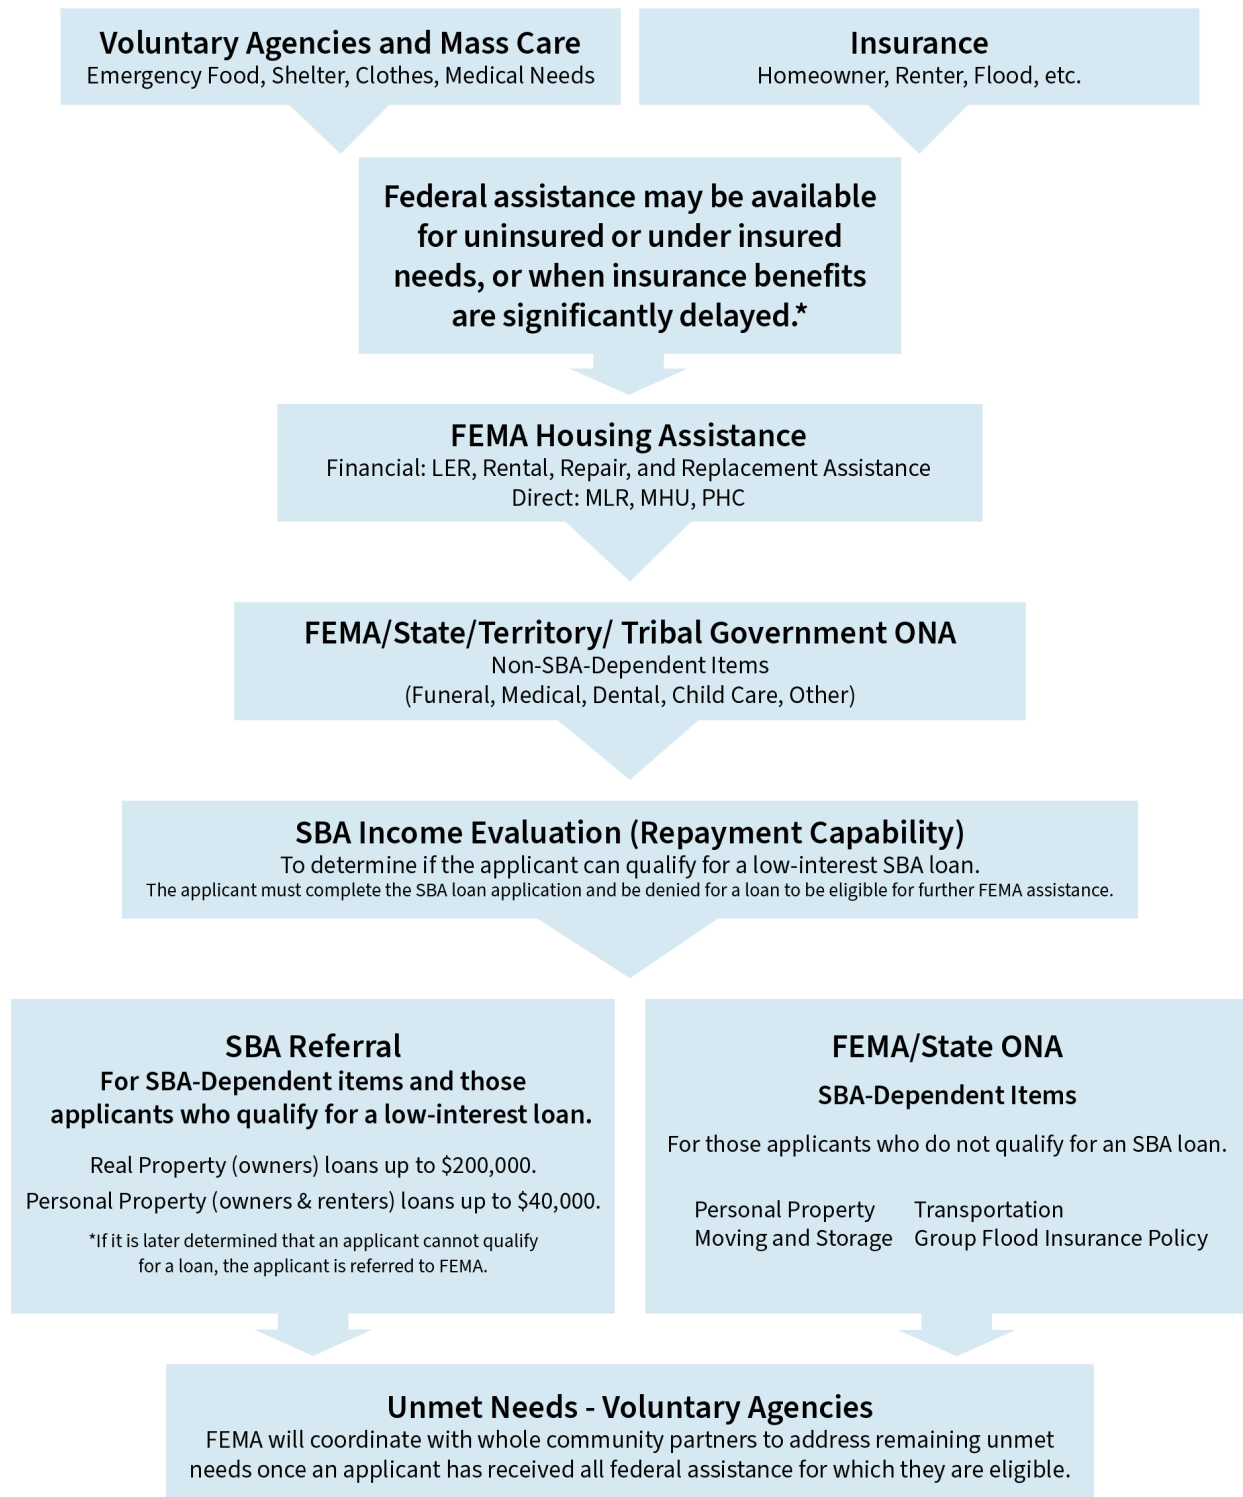 Voluntary Agencies and Mass Care
Emergency Food, Shelter, Clothes, Medical Needs
Insurance
Homeowner, Renter, Flood, etc.
Federal assistance may be available
for uninsured or under insured
needs, or when insurance benefits
are significantly delayed.*
FEMA Housing Assistance
Financial: LER, Rental, Repair, and Replacement Assistance
Direct: MLR, MHU, PHC
FEMA/State/Territory/ Tribal Government ONA
Non-SBA-Dependent Items
(Funeral, Medical, Dental, Child Care, Other)
SBA Income Evaluation (Repayment Capability)
To determine if the applicant can qualify for a low-interest SBA loan.
The applicant must complete the SBA loan application and be denied for a loan to be eligible for further FEMA assistance.
SBA Referral
For SBA-Dependent items and those
applicants who qualify for a low-interest loan.
Real Property (owners) loans up to $200,000.
Personal Property (owners & renters) loans up to $40,000.
*If it is later determined that an applicant cannot qualify
for a loan, the applicant is referred to FEMA.
FEMA/State ONA
SBA-Dependent Items
For those applicants who do not qualify for an SBA loan.
Personal Property
Moving and Storage
Transportation
Group Flood Insurance Policy
Unmet Needs - Voluntary Agencies
FEMA will coordinate with whole community partners to address remaining unmet
needs once an applicant has received all federal assistance for which they are eligible.